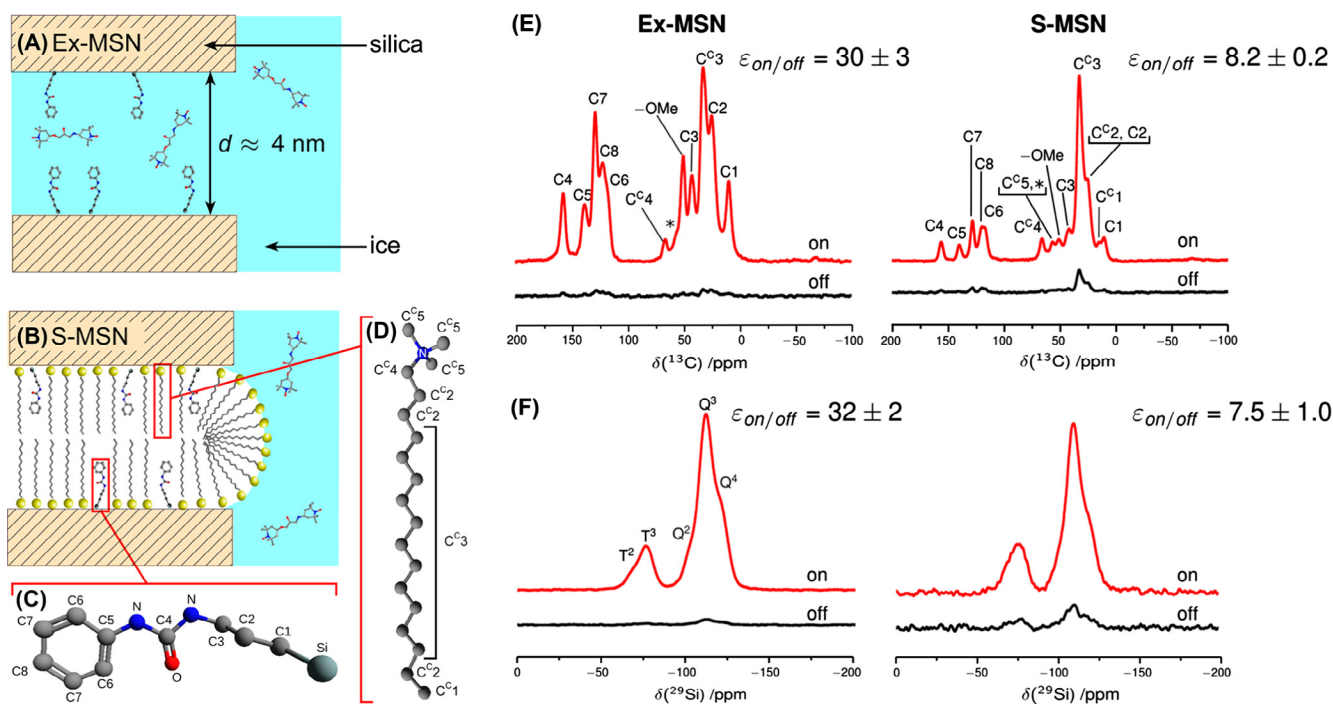 (A) Ex-MSN
silica
d ≈ 4 nm
ice
(B) S-MSN
(C)
C6
N
N
C7
C5
C4
C2
C1
C3
Si
C8
C6
O
C7
(D)
Cᶜ5
Cᶜ5
N
Cᶜ5
Cᶜ4
Cᶜ2
Cᶜ2
Cᶜ3
Cᶜ2
Cᶜ1
(E)
Ex-MSN
εon/off = 30 ± 3
Cᶜ3
C7
C2
–OMe
C3
C8
C4
C5
C6
C1
Cᶜ4
*
on
off
200 150 100 50 0 −50 −100
δ(¹³C) /ppm
S-MSN
εon/off = 8.2 ± 0.2
Cᶜ3
C7
Cᶜ2, C2
C8
–OMe
Cᶜ5,*
C3
Cᶜ1
C4
C5
C6
Cᶜ4
C1
on
off
200 150 100 50 0 −50 −100
δ(¹³C) /ppm
(F)
εon/off = 32 ± 2
Q³
Q⁴
T³
Q²
T²
on
off
0 −50 −100 −150 −200
δ(²⁹Si) /ppm
εon/off = 7.5 ± 1.0
on
off
0 −50 −100 −150 −200
δ(²⁹Si) /ppm